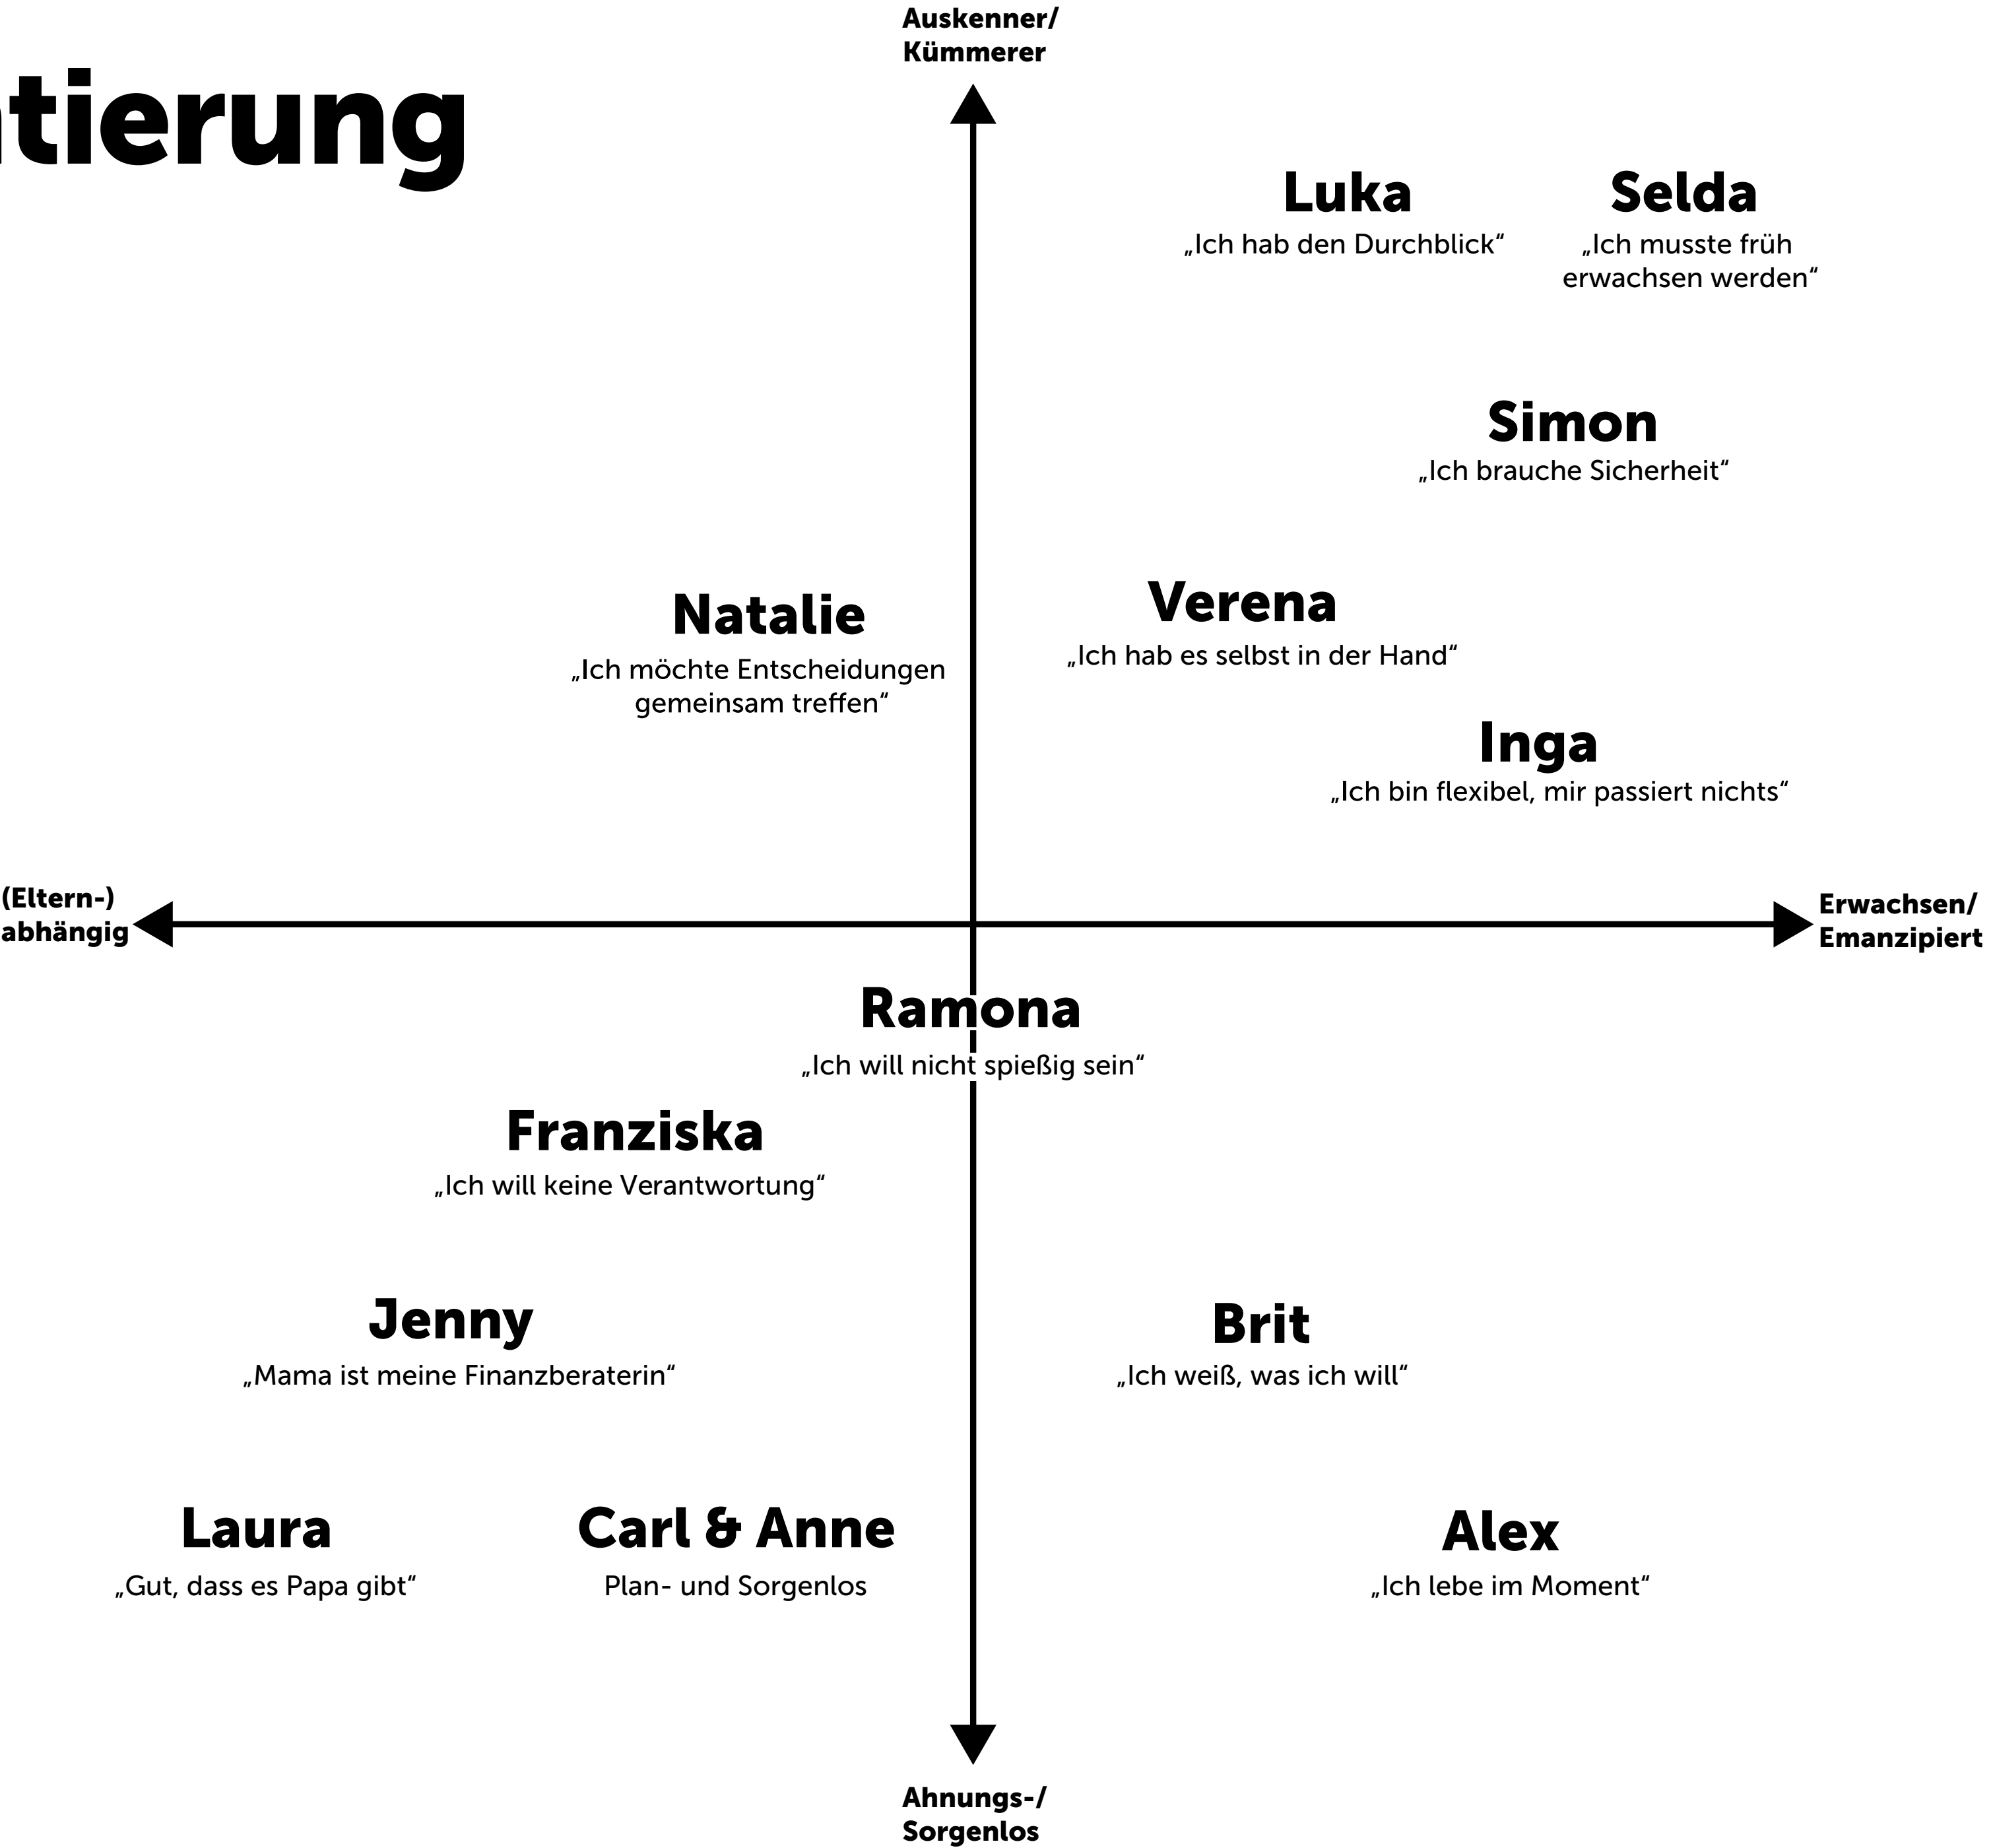 Auskenner/
Kümmerer
tierung
Luka
„Ich hab den Durchblick“
Selda
„Ich musste früh
erwachsen werden“
Simon
„Ich brauche Sicherheit“
Natalie
„Ich möchte Entscheidungen
gemeinsam treffen“
Verena
„Ich hab es selbst in der Hand“
Inga
„Ich bin flexibel, mir passiert nichts“
(Eltern-)
abhängig
Erwachsen/
Emanzipiert
Ramona
„Ich will nicht spießig sein“
Franziska
„Ich will keine Verantwortung“
Jenny
„Mama ist meine Finanzberaterin“
Brit
„Ich weiß, was ich will“
Laura
„Gut, dass es Papa gibt“
Carl & Anne
Plan- und Sorgenlos
Alex
„Ich lebe im Moment“
Ahnungs-/
Sorgenlos